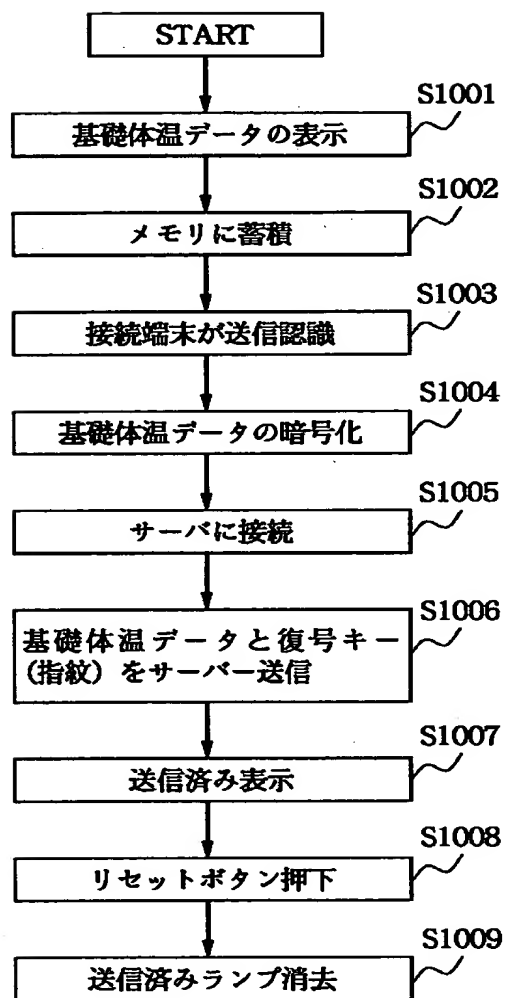 START
S1001
基礎体温データの表示
S1002
メモリに蓄積
S1003
接続端末が送信認識
S1004
基礎体温データの暗号化
S1005
サーバに接続
S1006
基礎体温データと復号キー
(指紋)をサーバー送信
S1007
送信済み表示
S1008
リセットボタン押下
S1009
送信済みランプ消去